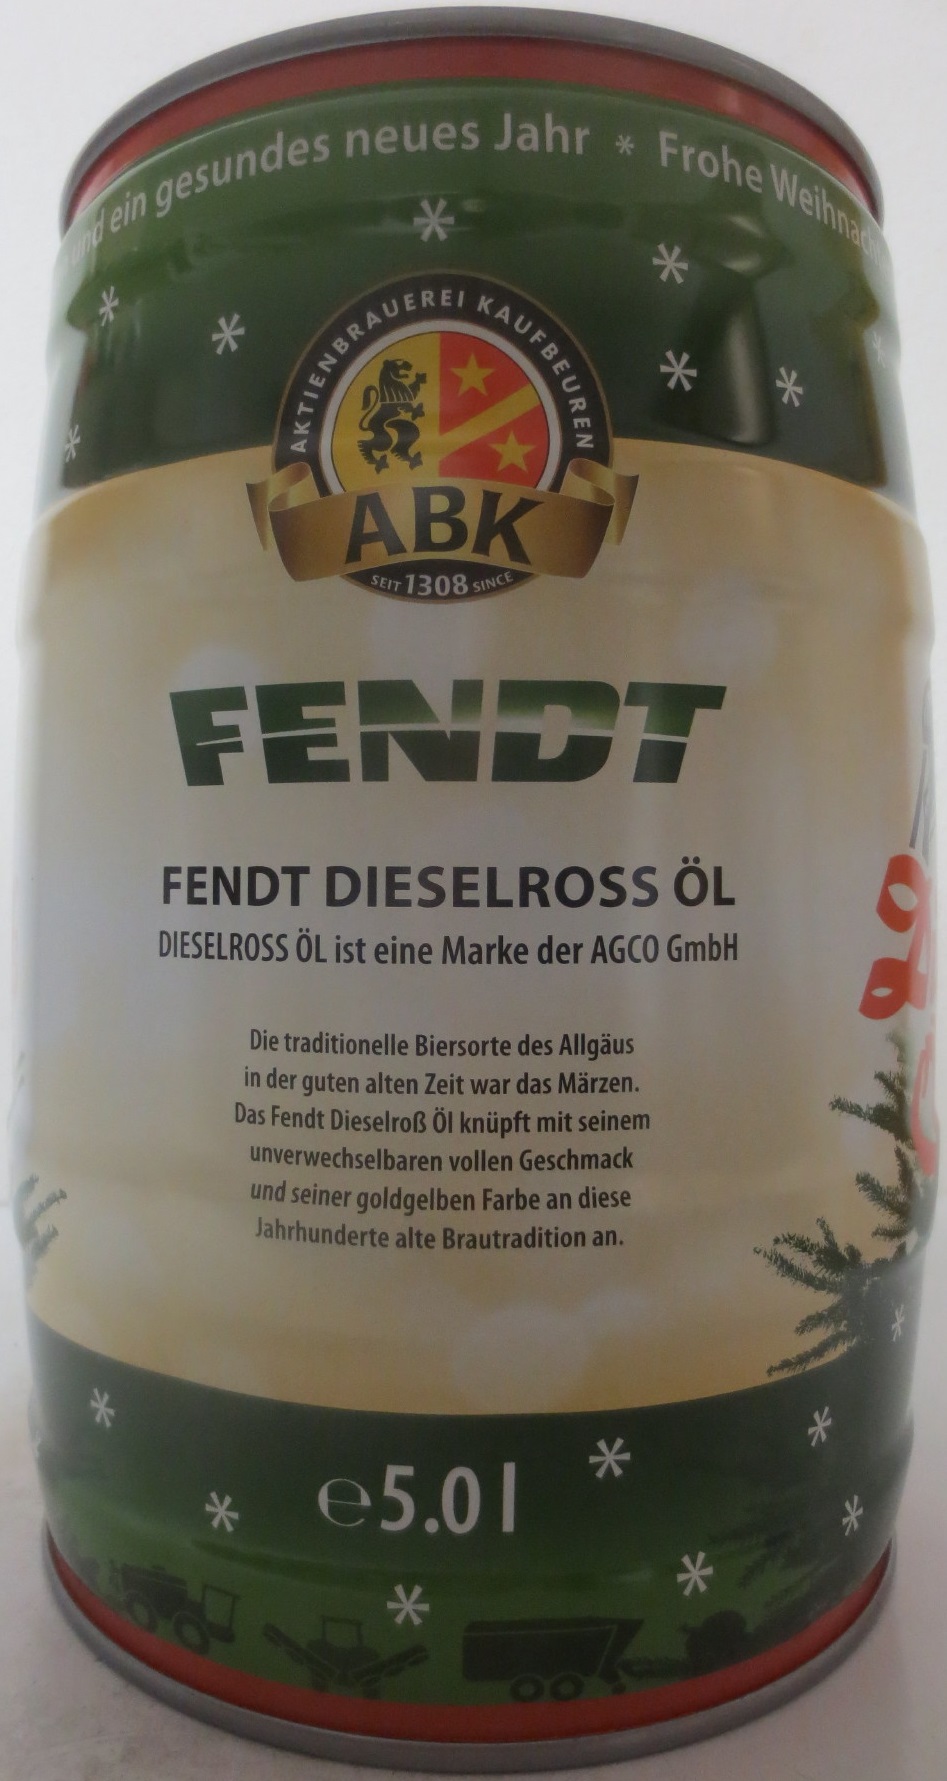 und ein gesundes neues Jahr * Frohe
AKTIENBRAUEREI KAUFBEUREN
ABK
SEIT 1308 SINCE
FENDT
FENDT DIESELROSS ÖL
DIESELROSS ÖL ist eine Marke der AGCO GmbH
Die traditionelle Biersorte des Allgäus
in der guten alten Zeit war das Märzen.
Das Fendt Dieselroß Öl knüpft mit seinem
unverwechselbaren vollen Geschmack
und seiner goldgelben Farbe an diese
Jahrhunderte alte Brautradition an.
℮5.0 l